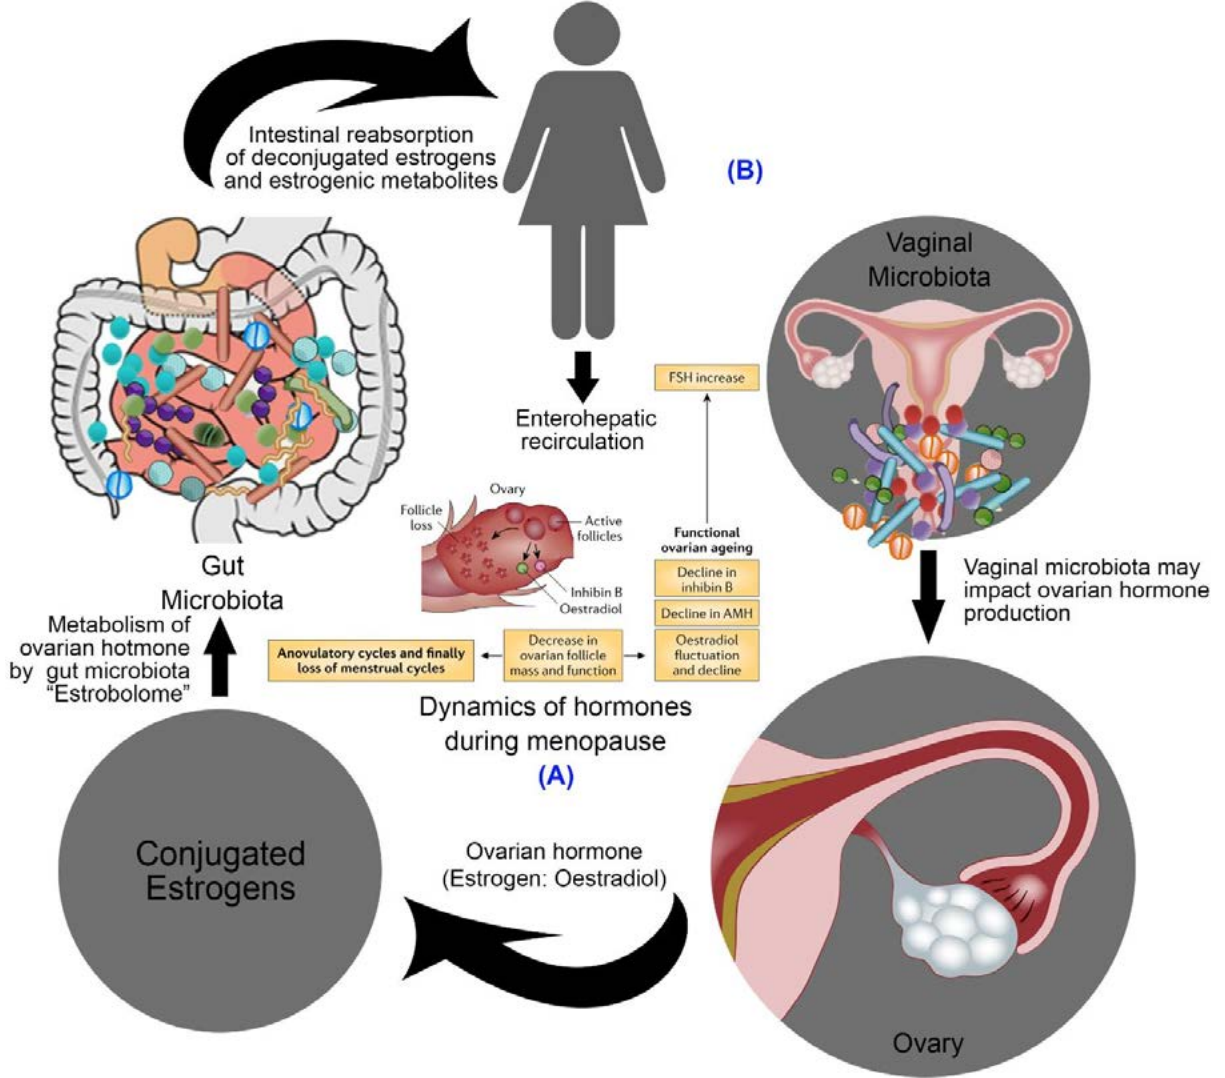 Intestinal reabsorption
of deconjugated estrogens
and estrogenic metabolites
(B)
Vaginal
Microbiota
FSH increase
Enterohepatic
recirculation
Ovary
Follicle
loss
Active
follicles
Inhibin B
Oestradiol
Functional
ovarian ageing
Decline in
inhibin B
Decline in AMH
Oestradiol
fluctuation
and decline
Decrease in
ovarian follicle
mass and function
Anovulatory cycles and finally
loss of menstrual cycles
Vaginal microbiota may
impact ovarian hormone
production
Gut
Microbiota
Metabolism of
ovarian hotmone
by gut microbiota
“Estrobolome”
Dynamics of hormones
during menopause
(A)
Conjugated
Estrogens
Ovarian hormone
(Estrogen: Oestradiol)
Ovary